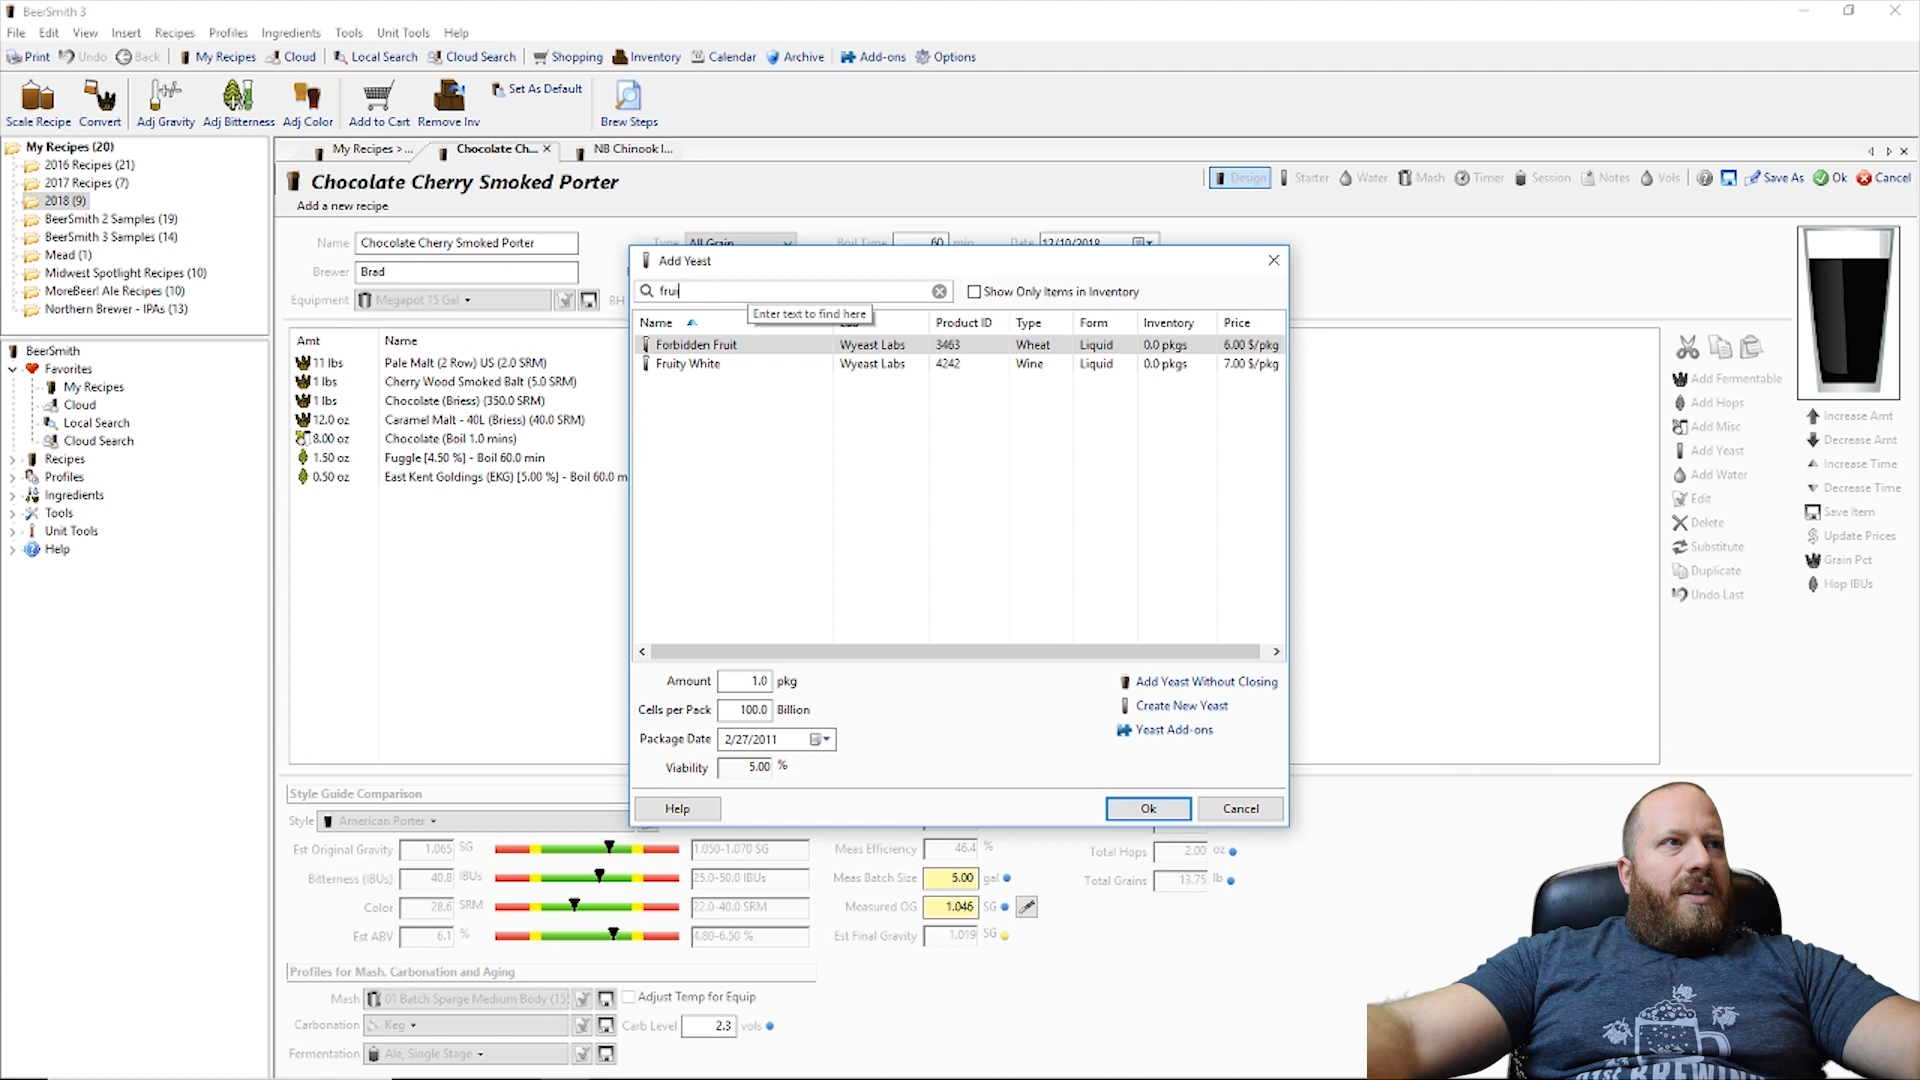 BeerSmith 3
File Edit View Insert Recipes Profiles Ingredients Tools Unit Tools Help
Print Undo Back My Recipes Cloud Local Search Cloud Search Shopping Inventory Calendar Archive Add-ons Options
Scale Recipe Convert Adj Gravity Adj Bitterness Adj Color Add to Cart Remove Inv Set As Default Brew Steps
My Recipes (20)
2016 Recipes (21)
2017 Recipes (7)
2018 (9)
BeerSmith 2 Samples (19)
BeerSmith 3 Samples (14)
Mead (1)
Midwest Spotlight Recipes (10)
MoreBeer! Ale Recipes (10)
Northern Brewer - IPAs (13)
BeerSmith
Favorites
My Recipes
Cloud
Local Search
Cloud Search
Recipes
Profiles
Ingredients
Tools
Unit Tools
Help
My Recipes >... Chocolate Ch... NB Chinook I...
Chocolate Cherry Smoked Porter
Design Starter Water Mash Timer Session Notes Vols Save As Ok Cancel
Add a new recipe
Name Chocolate Cherry Smoked Porter Type All Grain Boil Time 60 min Date 12/10/2018
Brewer Brad
Equipment Megapot 15 Gal BH
Amt Name
11 lbs Pale Malt (2 Row) US (2.0 SRM)
1 lbs Cherry Wood Smoked Balt (5.0 SRM)
1 lbs Chocolate (Briess) (350.0 SRM)
12.0 oz Caramel Malt - 40L (Briess) (40.0 SRM)
8.00 oz Chocolate (Boil 1.0 mins)
1.50 oz Fuggle [4.50 %] - Boil 60.0 min
0.50 oz East Kent Goldings (EKG) [5.00 %] - Boil 60.0 m
Add Yeast
frui
Show Only Items in Inventory
Enter text to find here
Name Product ID Type Form Inventory Price
Forbidden Fruit Wyeast Labs 3463 Wheat Liquid 0.0 pkgs 6.00 $/pkg
Fruity White Wyeast Labs 4242 Wine Liquid 0.0 pkgs 7.00 $/pkg
Amount 1.0 pkg
Cells per Pack 100.0 Billion
Package Date 2/27/2011
Viability 5.00 %
Add Yeast Without Closing
Create New Yeast
Yeast Add-ons
Help Ok Cancel
Add Fermentable
Add Hops
Add Misc
Add Yeast
Add Water
Edit
Delete
Substitute
Duplicate
Undo Last
Increase Amt
Decrease Amt
Increase Time
Decrease Time
Save Item
Update Prices
Grain Pct
Hop IBUs
Style Guide Comparison
Style American Porter
Est Original Gravity 1.065 SG 1.050-1.070 SG
Bitterness (IBUs) 40.8 IBUs 25.0-50.0 IBUs
Color 28.6 SRM 22.0-40.0 SRM
Est ABV 6.1 % 4.80-6.50 %
Meas Efficiency 46.4 %
Meas Batch Size 5.00 gal
Measured OG 1.046 SG
Est Final Gravity 1.019 SG
Total Hops 2.00 oz
Total Grains 13.75 lb
Profiles for Mash, Carbonation and Aging
Mash 01 Batch Sparge Medium Body (15 Adjust Temp for Equip
Carbonation Keg Carb Level 2.3 vols
Fermentation Ale, Single Stage
BREWING